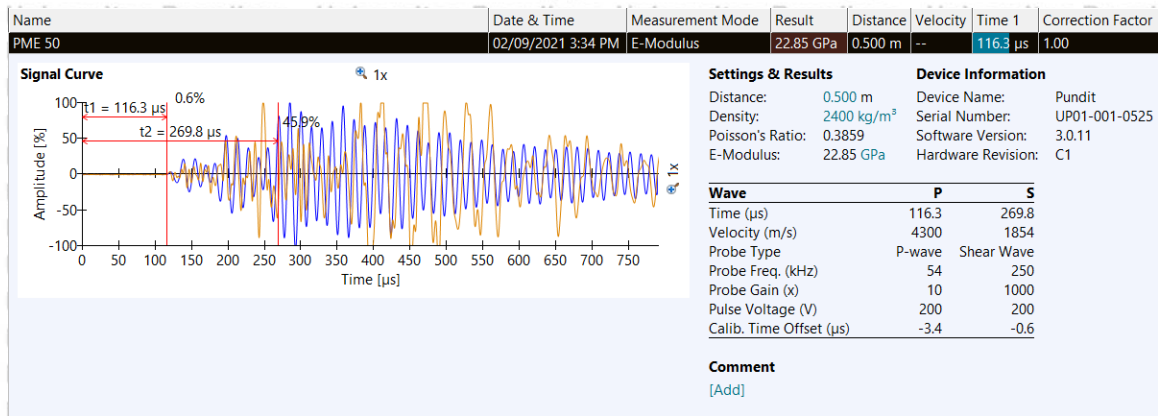 Name Date & Time Measurement Mode Result Distance Velocity Time 1 Correction Factor
PME 50 02/09/2021 3:34 PM E-Modulus 22.85 GPa 0.500 m -- 116.3 µs 1.00
Signal Curve 1x Settings & Results Device Information
Distance: 0.500 m Device Name: Pundit
Density: 2400 kg/m³ Serial Number: UP01-001-0525
Poisson's Ratio: 0.3859 Software Version: 3.0.11
E-Modulus: 22.85 GPa Hardware Revision: C1
0.6%
t1 = 116.3 µs
45.9%
t2 = 269.8 µs
Amplitude [%]
100
50
0
-50
-100
0 50 100 150 200 250 300 350 400 450 500 550 600 650 700 750
Time [µs]
1x
Wave P S
Time (µs) 116.3 269.8
Velocity (m/s) 4300 1854
Probe Type P-wave Shear Wave
Probe Freq. (kHz) 54 250
Probe Gain (x) 10 1000
Pulse Voltage (V) 200 200
Calib. Time Offset (µs) -3.4 -0.6
Comment
[Add]